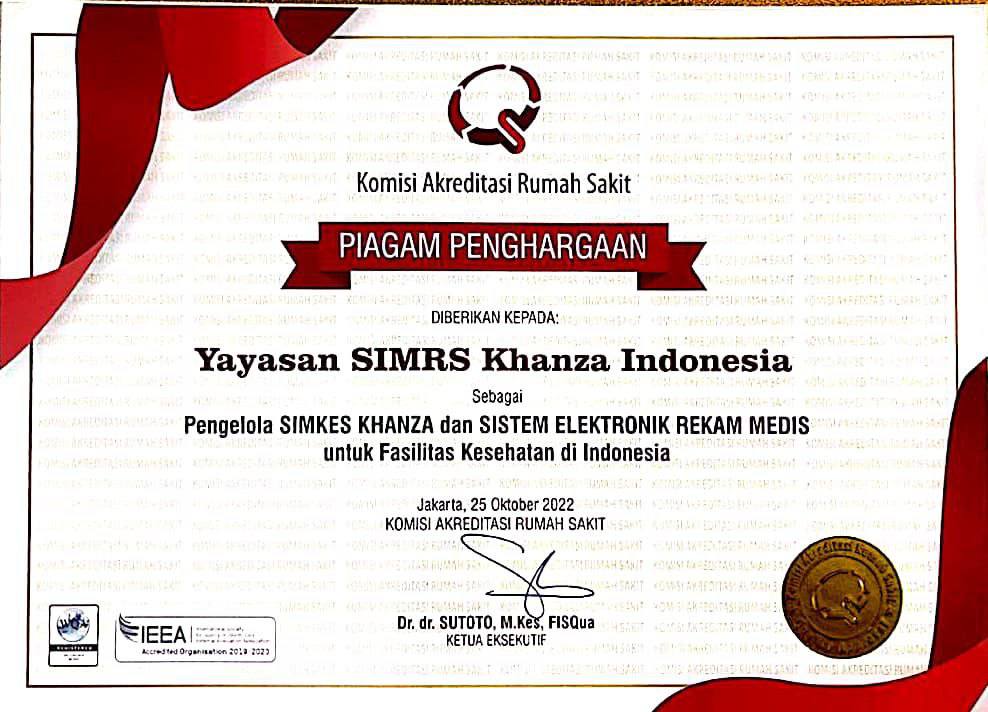 Komisi Akreditasi Rumah Sakit
PIAGAM PENGHARGAAN
DIBERIKAN KEPADA:
Yayasan SIMRS Khanza Indonesia
Sebagai
Pengelola SIMKES KHANZA dan SISTEM ELEKTRONIK REKAM MEDIS
untuk Fasilitas Kesehatan di Indonesia
Jakarta, 25 Oktober 2022
KOMISI AKREDITASI RUMAH SAKIT
Dr. dr. SUTOTO, M.Kes, FISQua
KETUA EKSEKUTIF
IEEA
Accredited Organisation 2019-2023
Komisi Akreditasi Rumah Sakit